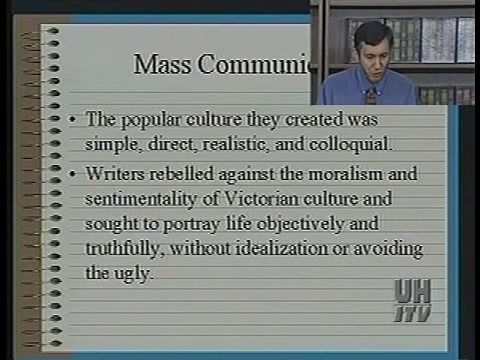 Mass Communic
• The popular culture they created was
simple, direct, realistic, and colloquial.
• Writers rebelled against the moralism and
sentimentality of Victorian culture and
sought to portray life objectively and
truthfully, without idealization or avoiding
the ugly.
UH
ITV